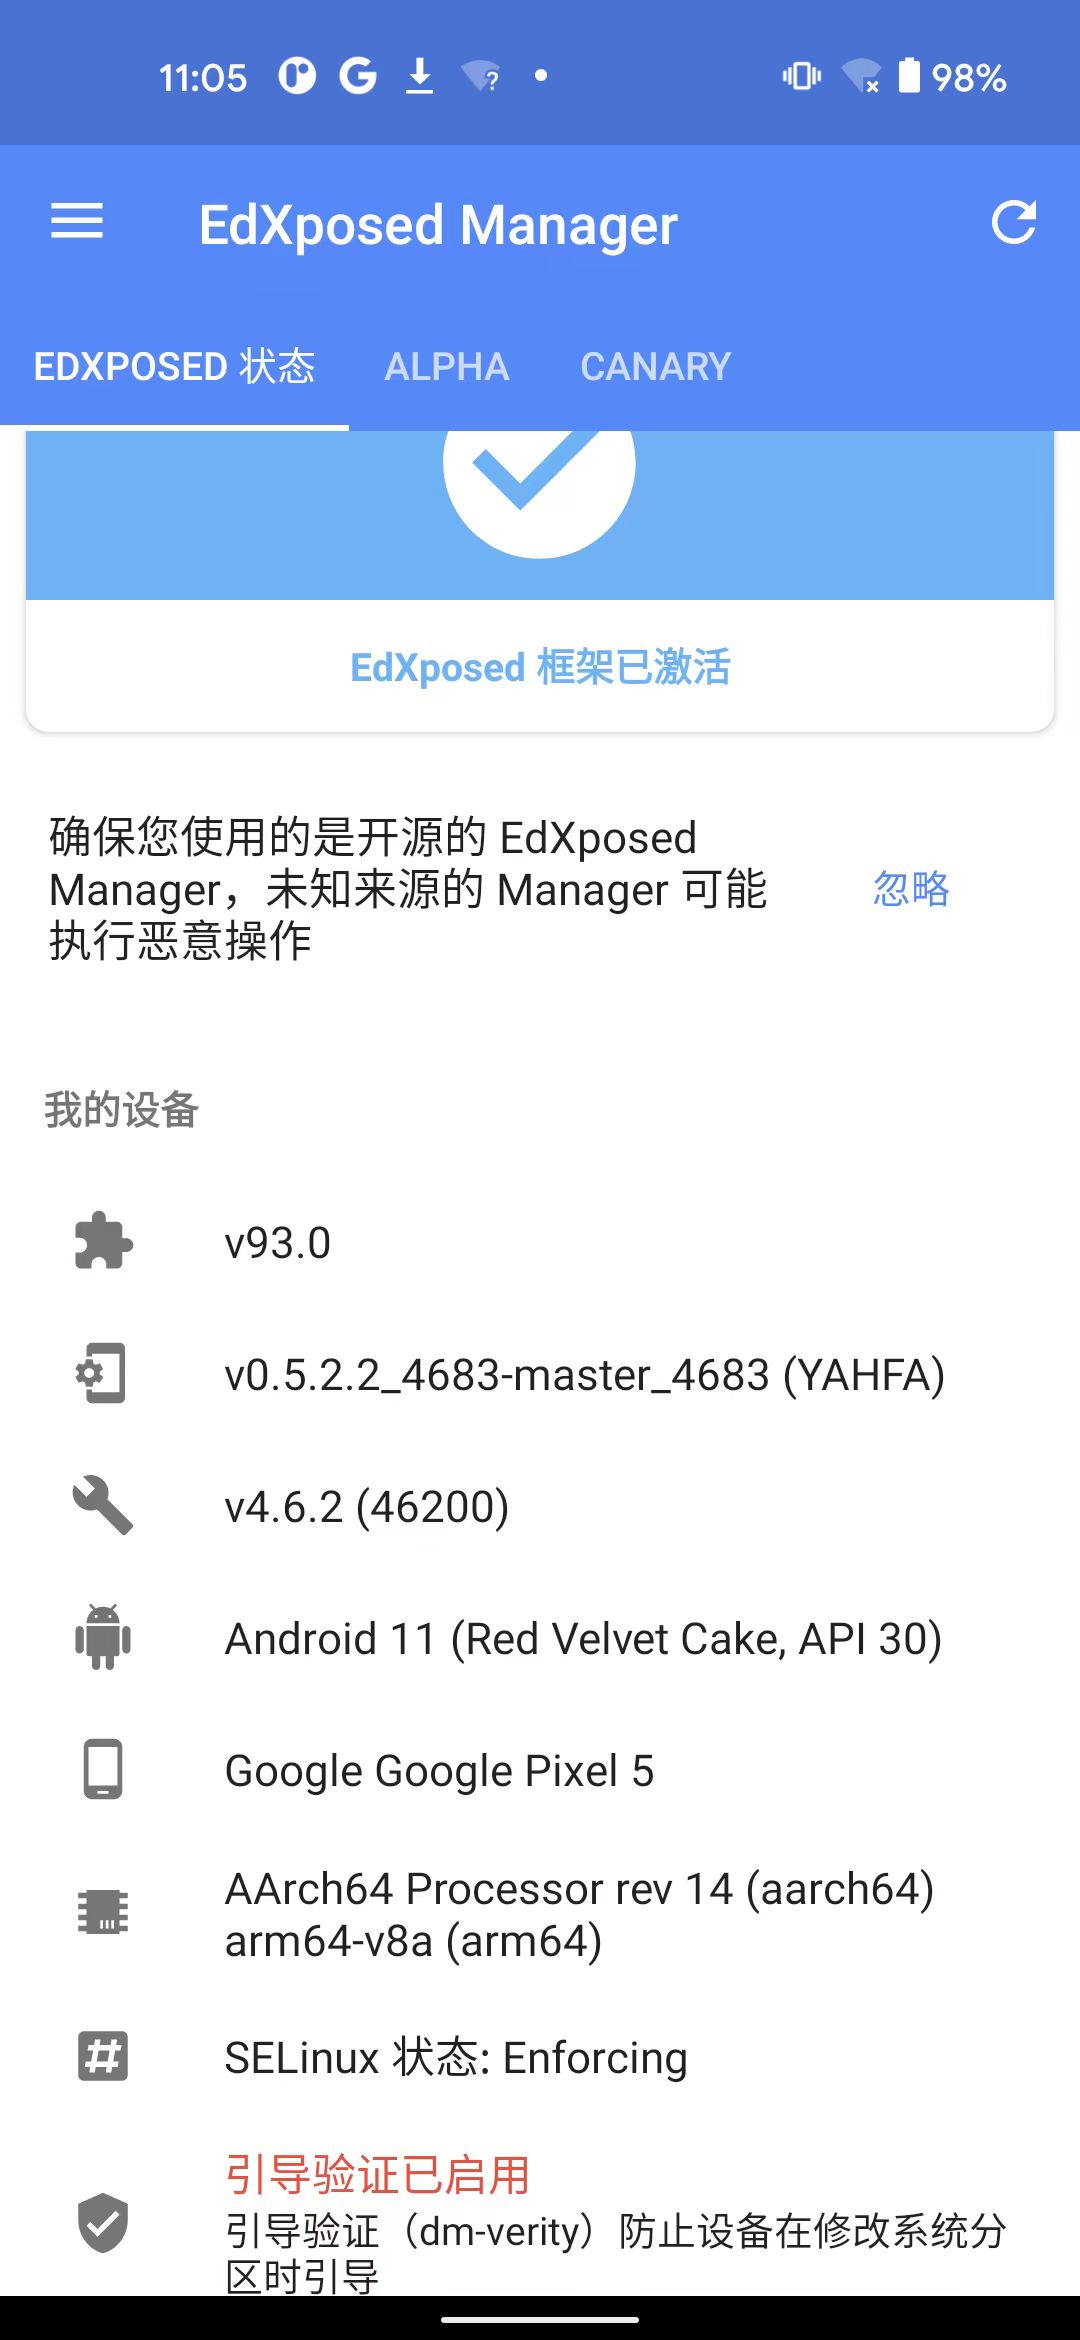 11:05
98%
EdXposed Manager
EDXPOSED 状态
ALPHA
CANARY
EdXposed 框架已激活
确保您使用的是开源的 EdXposed
Manager，未知来源的 Manager 可能
执行恶意操作
忽略
我的设备
v93.0
v0.5.2.2_4683-master_4683 (YAHFA)
v4.6.2 (46200)
Android 11 (Red Velvet Cake, API 30)
Google Google Pixel 5
AArch64 Processor rev 14 (aarch64)
arm64-v8a (arm64)
SELinux 状态: Enforcing
引导验证已启用
引导验证（dm-verity）防止设备在修改系统分
区时引导